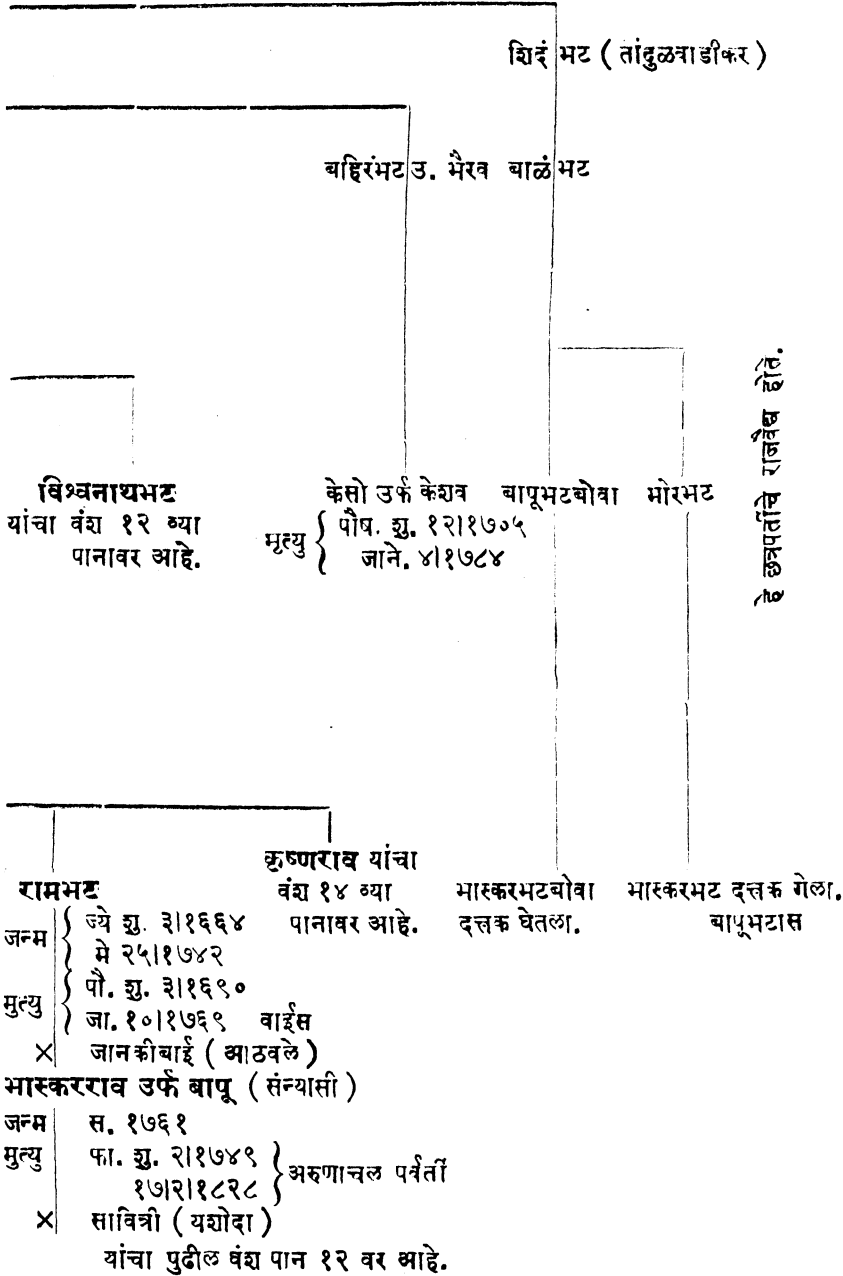 शिदं भट ( तांदुळवाडीकर )
बहिरंभट उ. भैरव बाळं भट
हे छत्रपतींचे राजवैद्य होते.
विश्वनाथभट
यांचा वंश १२ व्या
पानावर आहे.
केसो उर्फ केशव
मृत्यु { पौष. शु. १२।१७०५
जाने. ४।१७८४
बापूभटबोवा
मोरभट
रामभट
जन्म { ज्ये शु. ३।१६६४
मे २५।१७४२
मृत्यु { पौ. शु. ३।१६९०
जा. १०।१७६९ वाईस
× जानकीबाई ( आठवले )
कृष्णराव यांचा
वंश १४ व्या
पानावर आहे.
भास्करभटबोवा
दत्तक घेतला.
भास्करभट दत्तक गेला.
बापूभटास
भास्करराव उर्फ बापू ( संन्यासी )
जन्म स. १७६१
मृत्यु फा. शु. २।१७४९
१७।२।१८२८ } अरुणाचल पर्वतीं
× सावित्री ( यशोदा )
यांचा पुढील वंश पान १२ वर आहे.